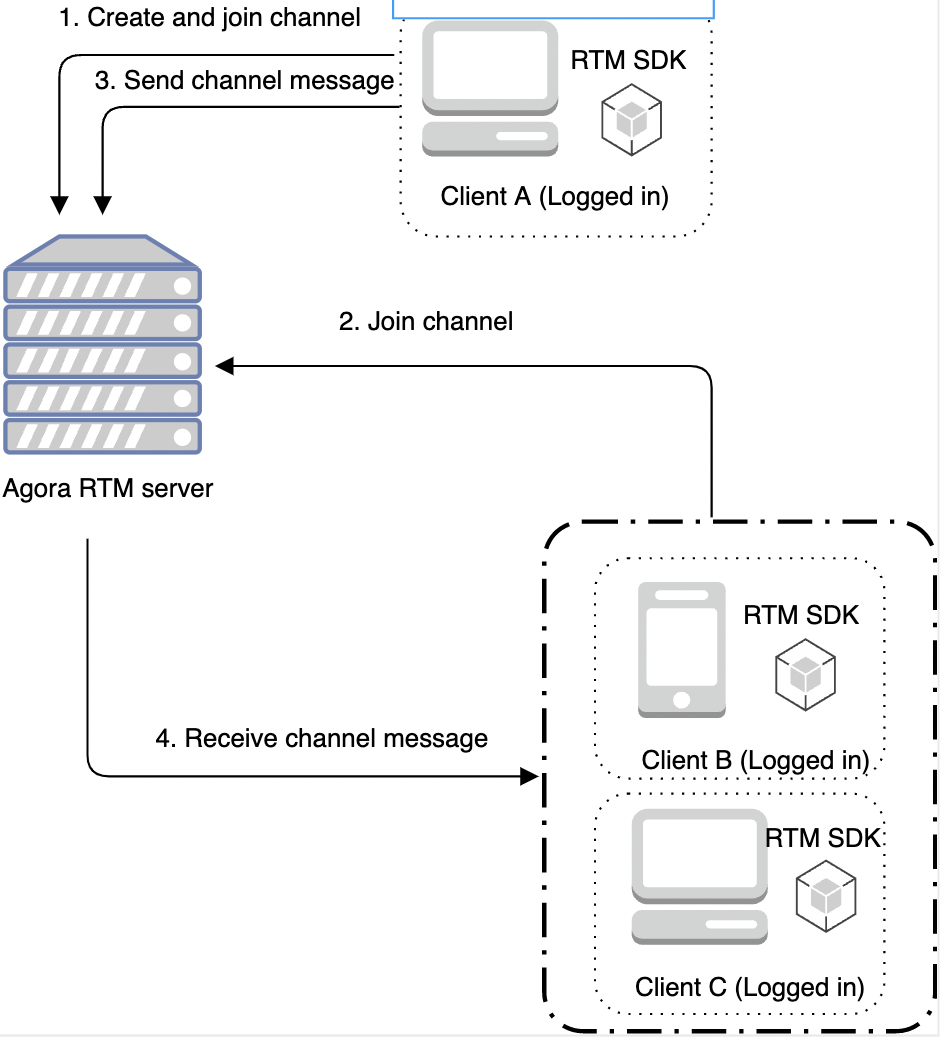 1. Create and join channel
3. Send channel message
RTM SDK
Client A (Logged in)
2. Join channel
Agora RTM server
RTM SDK
4. Receive channel message
Client B (Logged in)
RTM SDK
Client C (Logged in)